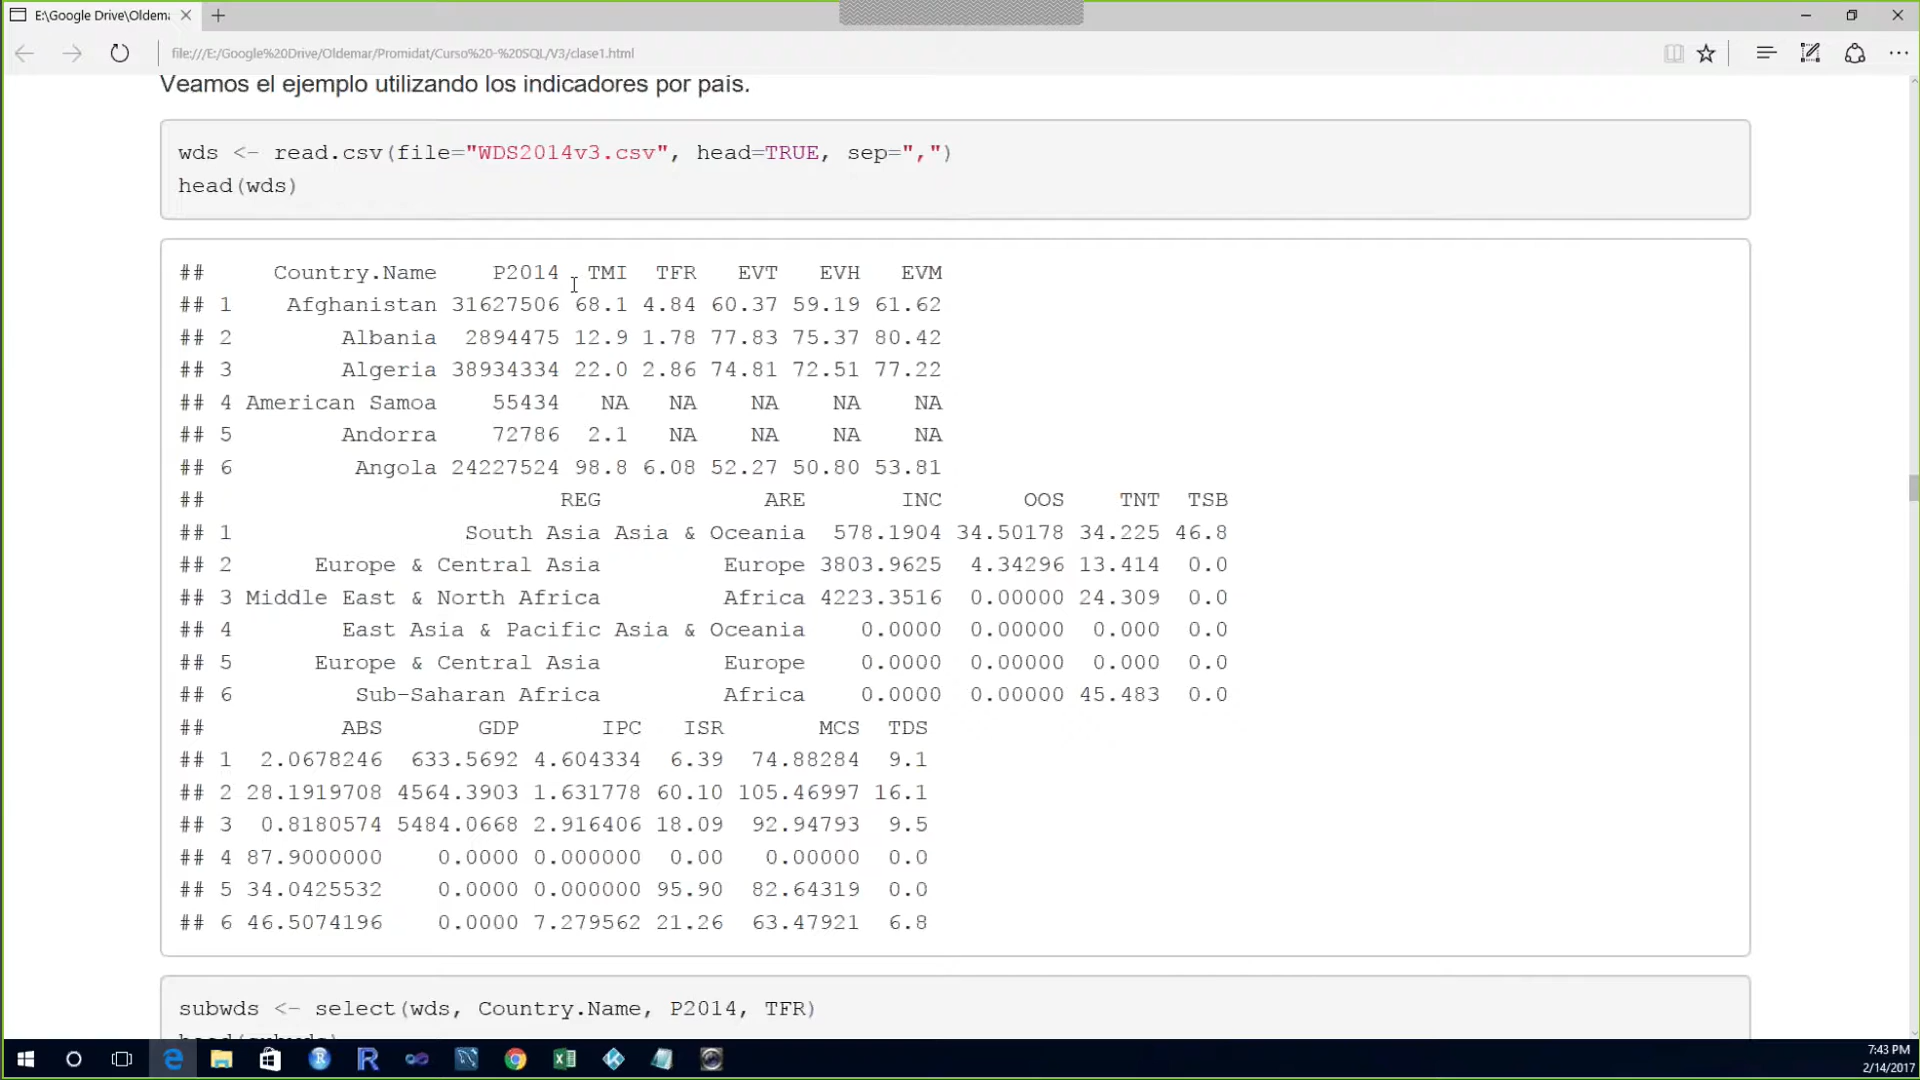 E:\Google Drive\Oldema
file:///E:/Google%20Drive/Oldemar/Promidat/Curso%20-%20SQL/V3/clase1.html
Veamos el ejemplo utilizando los indicadores por país.
wds <- read.csv(file="WDS2014v3.csv", head=TRUE, sep=",")
head(wds)
## Country.Name P2014 TMI TFR EVT EVH EVM
## 1 Afghanistan 31627506 68.1 4.84 60.37 59.19 61.62
## 2 Albania 2894475 12.9 1.78 77.83 75.37 80.42
## 3 Algeria 38934334 22.0 2.86 74.81 72.51 77.22
## 4 American Samoa 55434 NA NA NA NA NA
## 5 Andorra 72786 2.1 NA NA NA NA
## 6 Angola 24227524 98.8 6.08 52.27 50.80 53.81
## REG ARE INC OOS TNT TSB
## 1 South Asia Asia & Oceania 578.1904 34.50178 34.225 46.8
## 2 Europe & Central Asia Europe 3803.9625 4.34296 13.414 0.0
## 3 Middle East & North Africa Africa 4223.3516 0.00000 24.309 0.0
## 4 East Asia & Pacific Asia & Oceania 0.0000 0.00000 0.000 0.0
## 5 Europe & Central Asia Europe 0.0000 0.00000 0.000 0.0
## 6 Sub-Saharan Africa Africa 0.0000 0.00000 45.483 0.0
## ABS GDP IPC ISR MCS TDS
## 1 2.0678246 633.5692 4.604334 6.39 74.88284 9.1
## 2 28.1919708 4564.3903 1.631778 60.10 105.46997 16.1
## 3 0.8180574 5484.0668 2.916406 18.09 92.94793 9.5
## 4 87.9000000 0.0000 0.000000 0.00 0.00000 0.0
## 5 34.0425532 0.0000 0.000000 95.90 82.64319 0.0
## 6 46.5074196 0.0000 7.279562 21.26 63.47921 6.8
subwds <- select(wds, Country.Name, P2014, TFR)
head(subwds)
7:43 PM
2/14/2017